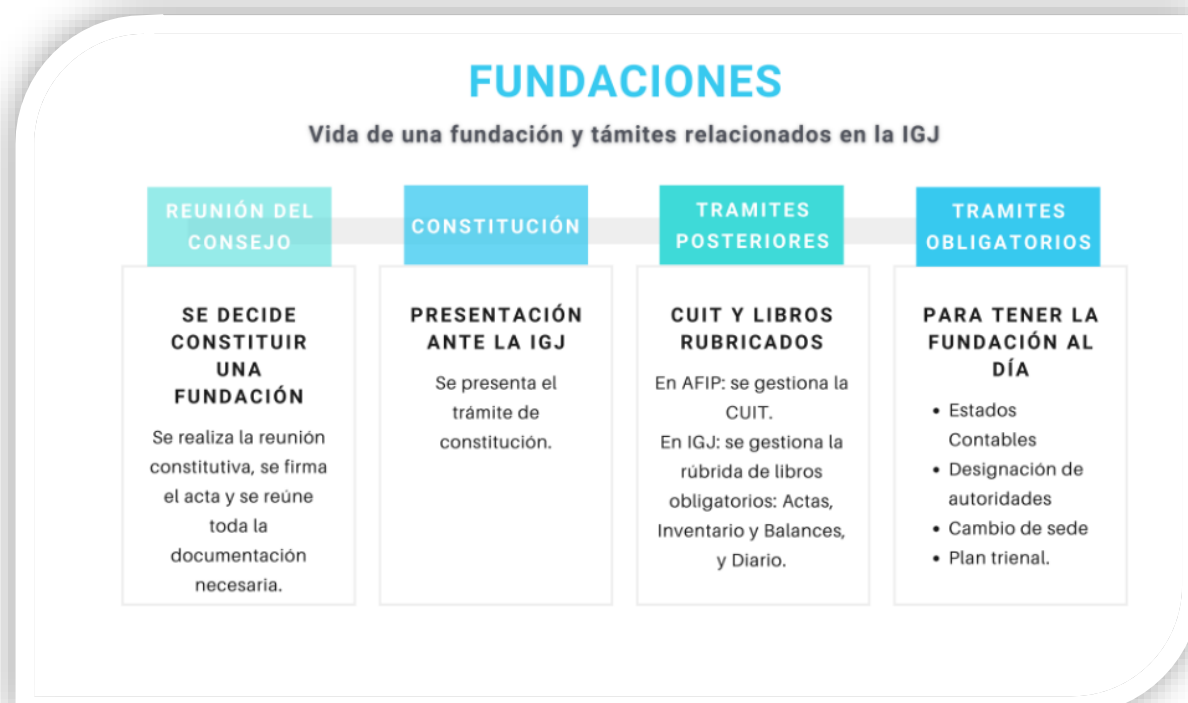 FUNDACIONES
Vida de una fundación y támites relacionados en la IGJ
REUNIÓN DEL
CONSEJO
SE DECIDE
CONSTITUIR
UNA
FUNDACIÓN
Se realiza la reunión
constitutiva, se firma
el acta y se reúne
toda la
documentación
necesaria.
CONSTITUCIÓN
PRESENTACIÓN
ANTE LA IGJ
Se presenta el
trámite de
constitución.
TRAMITES
POSTERIORES
CUIT Y LIBROS
RUBRICADOS
En AFIP: se gestiona la
CUIT.
En IGJ: se gestiona la
rúbrida de libros
obligatorios: Actas,
Inventario y Balances,
y Diario.
TRAMITES
OBLIGATORIOS
PARA TENER LA
FUNDACIÓN AL
DÍA
• Estados
Contables
• Designación de
autoridades
• Cambio de sede
• Plan trienal.